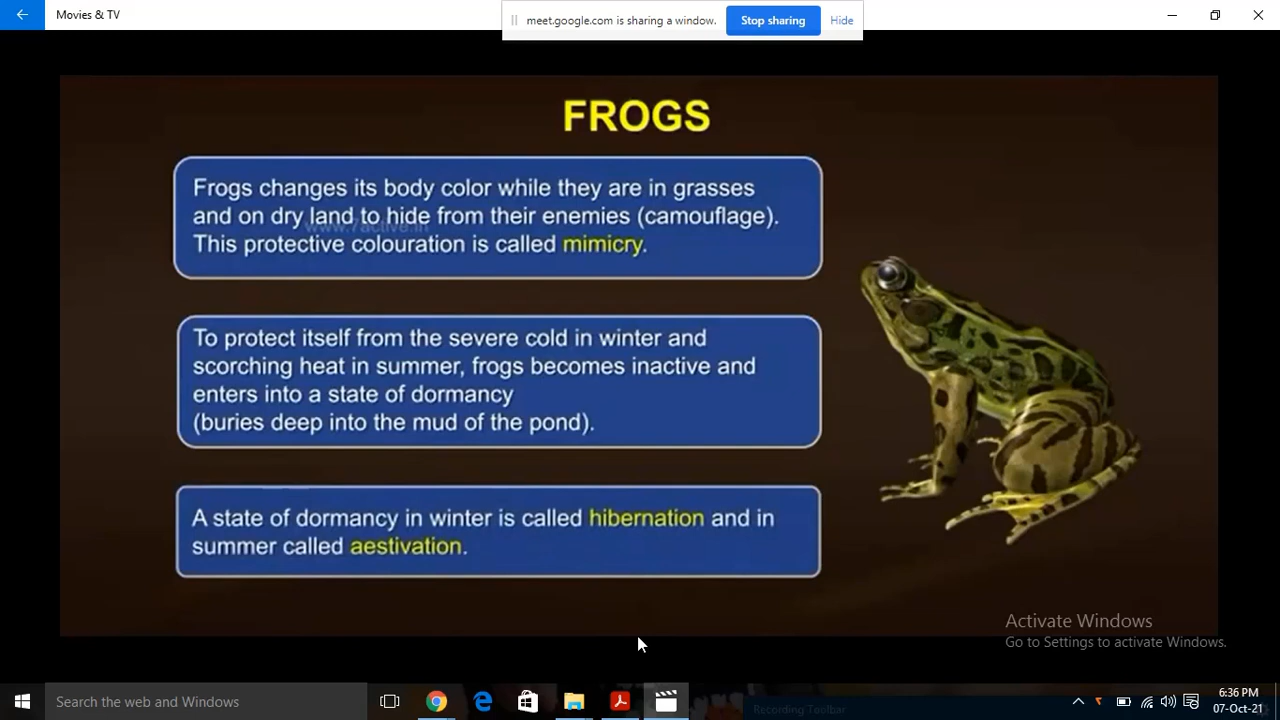 Movies & TV
meet.google.com is sharing a window.
Stop sharing
Hide
FROGS
Frogs changes its body color while they are in grasses
and on dry land to hide from their enemies (camouflage).
www.7active.in
This protective colouration is called mimicry.
To protect itself from the severe cold in winter and
scorching heat in summer, frogs becomes inactive and
enters into a state of dormancy
(buries deep into the mud of the pond).
A state of dormancy in winter is called hibernation and in
summer called aestivation.
Activate Windows
Go to Settings to activate Windows.
Search the web and Windows
Recording Toolbar
6:36 PM
07-Oct-21